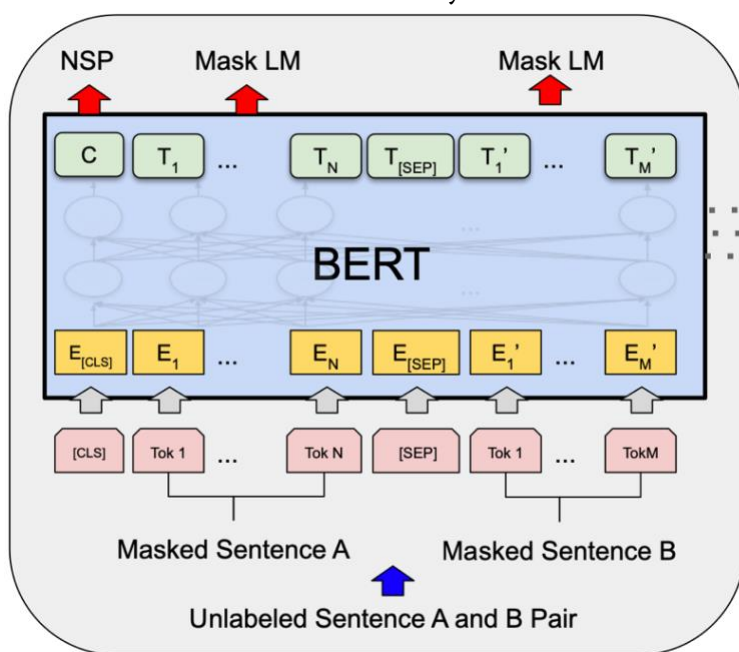 NSP Mask LM Mask LM
C T1 ... TN T[SEP] T1' ... TM'
...
BERT
...
E[CLS] E1 ... EN E[SEP] E1' ... EM'
[CLS] Tok 1 ... Tok N [SEP] Tok 1 ... TokM
Masked Sentence A Masked Sentence B
Unlabeled Sentence A and B Pair